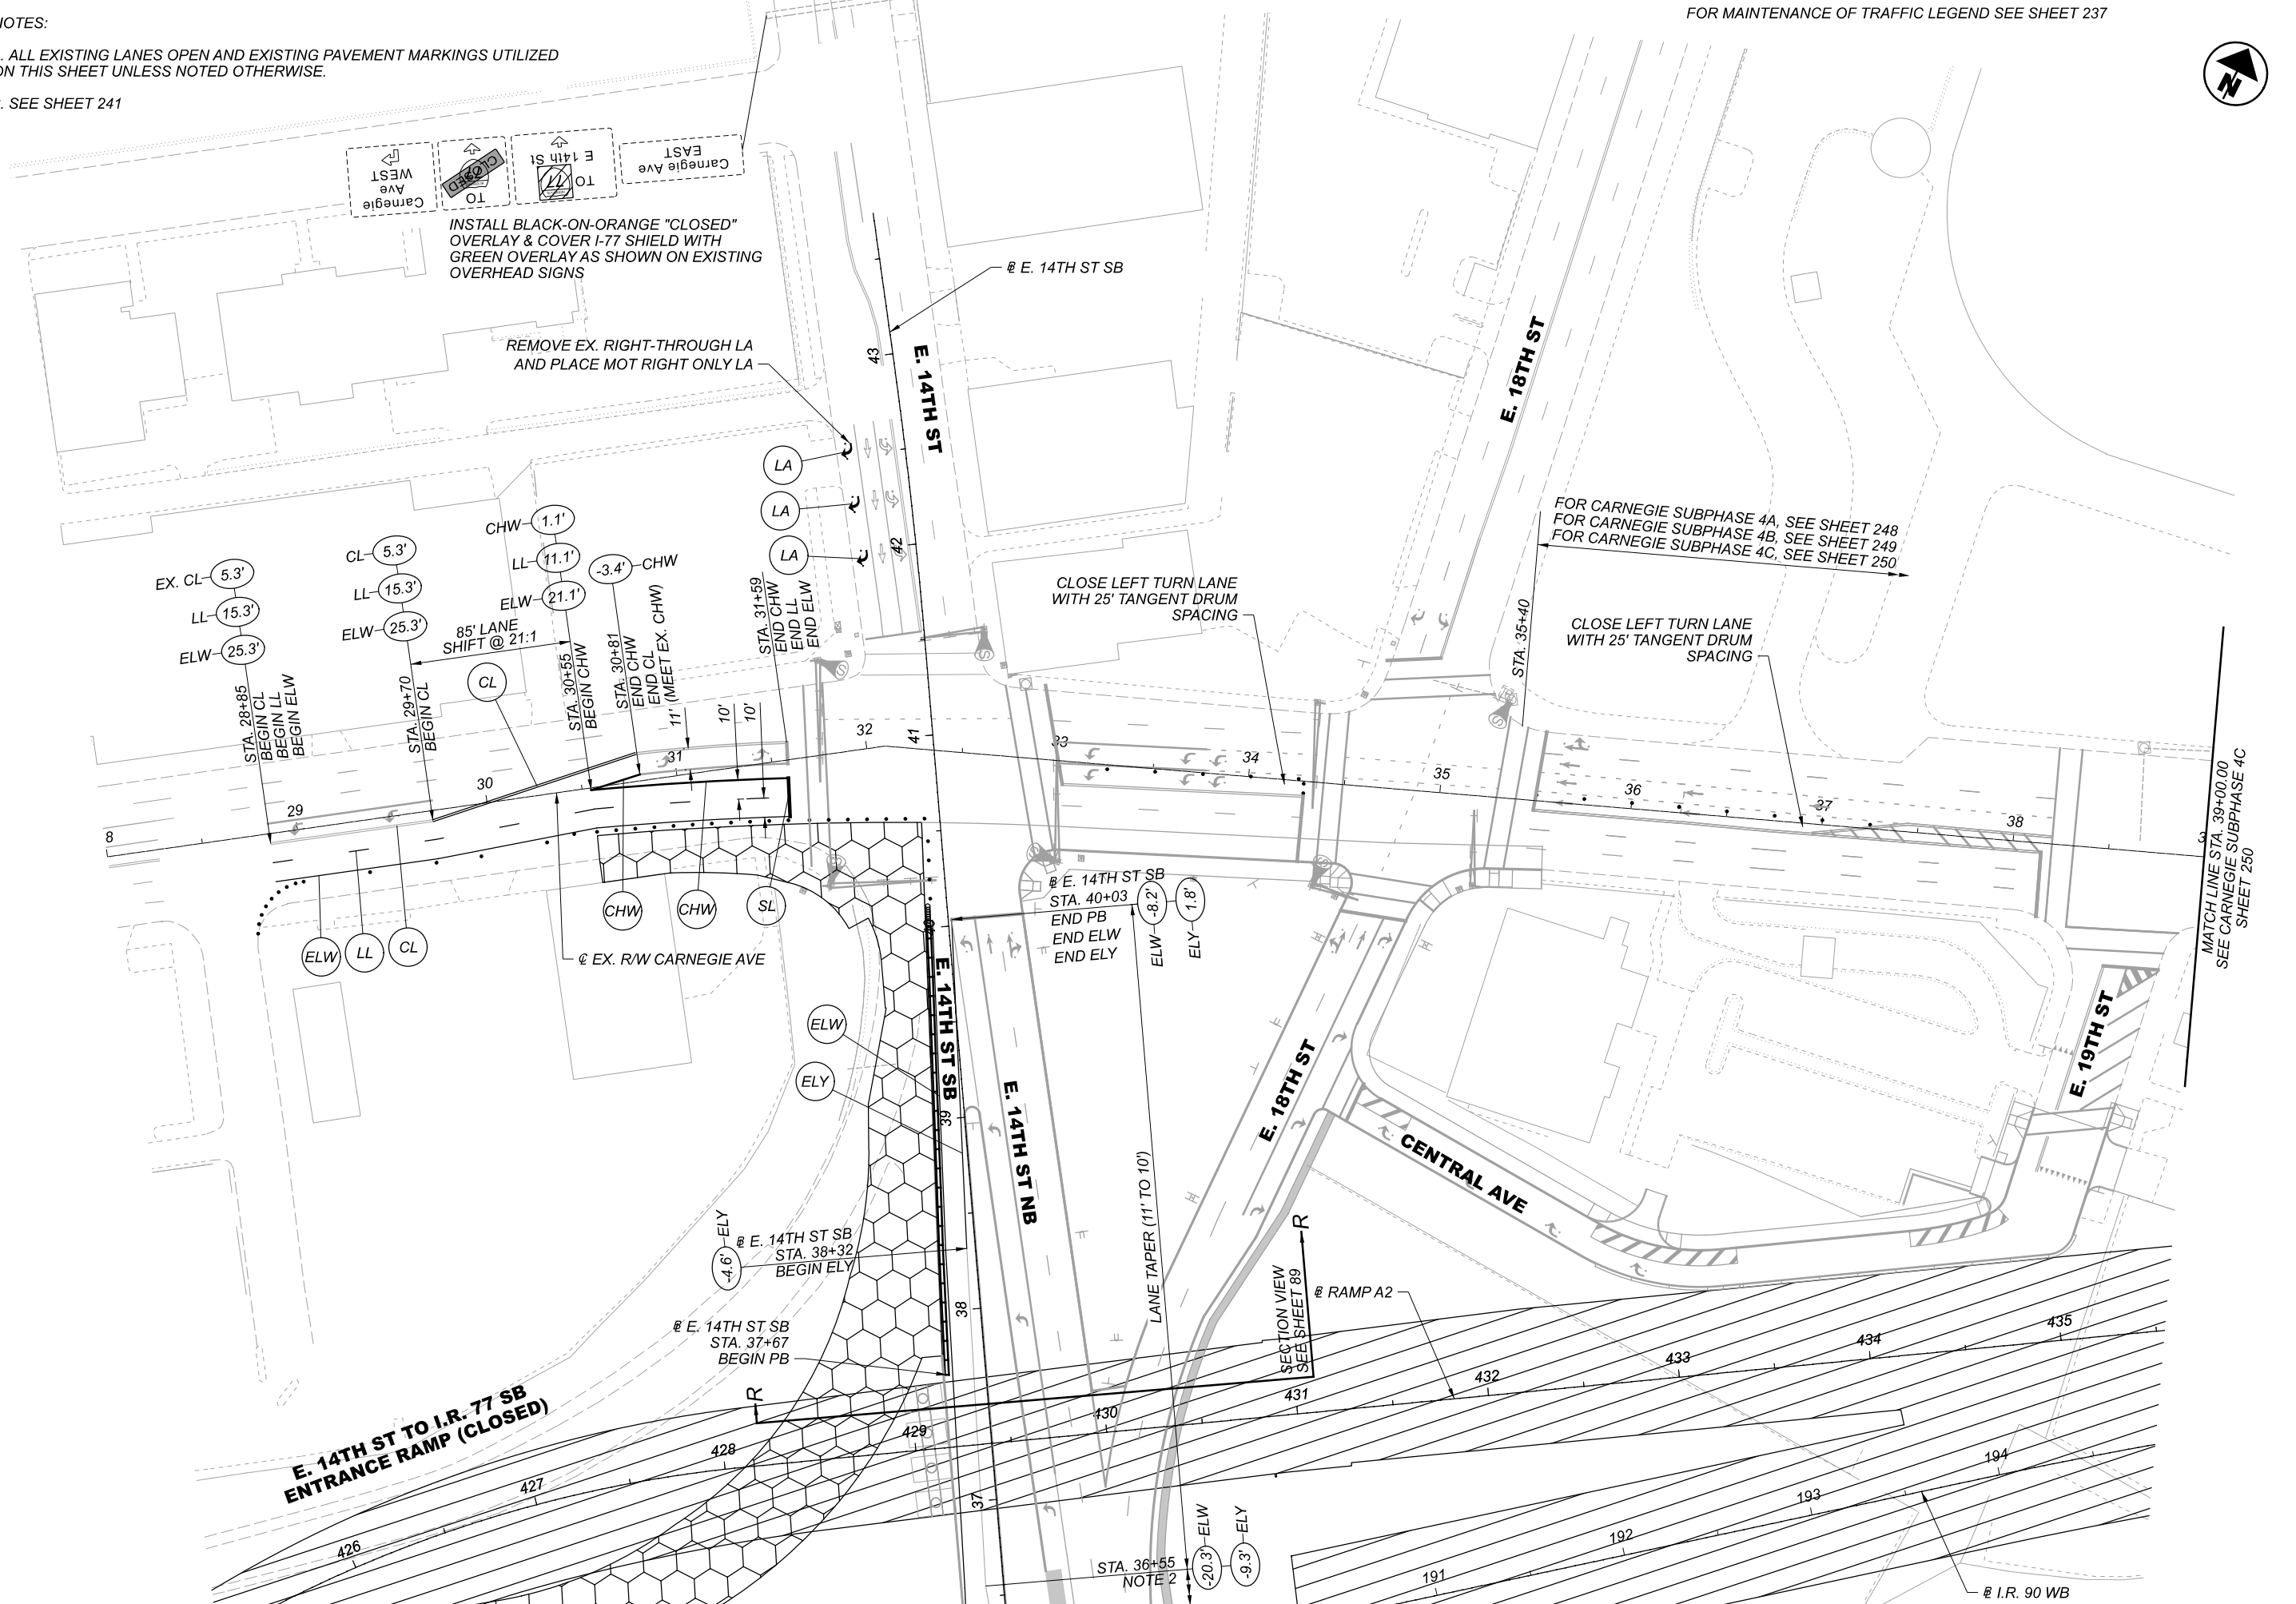 NOTES:
. ALL EXISTING LANES OPEN AND EXISTING PAVEMENT MARKINGS UTILIZED
ON THIS SHEET UNLESS NOTED OTHERWISE.
. SEE SHEET 241
FOR MAINTENANCE OF TRAFFIC LEGEND SEE SHEET 237
N
Carnegie
Ave
WEST
TO
CLOSED
TO
77
E 14th St
Carnegie Ave
EAST
INSTALL BLACK-ON-ORANGE "CLOSED"
OVERLAY & COVER I-77 SHIELD WITH
GREEN OVERLAY AS SHOWN ON EXISTING
OVERHEAD SIGNS
REMOVE EX. RIGHT-THROUGH LA
AND PLACE MOT RIGHT ONLY LA
LA
LA
LA
43
42
41
E. 14TH ST
℄ E. 14TH ST SB
E. 18TH ST
FOR CARNEGIE SUBPHASE 4A, SEE SHEET 248
FOR CARNEGIE SUBPHASE 4B, SEE SHEET 249
FOR CARNEGIE SUBPHASE 4C, SEE SHEET 250
STA. 35+40
CLOSE LEFT TURN LANE
WITH 25' TANGENT DRUM
SPACING
CLOSE LEFT TURN LANE
WITH 25' TANGENT DRUM
SPACING
EX. CL 5.3'
LL 15.3'
ELW 25.3'
STA. 28+85
BEGIN CL
BEGIN LL
BEGIN ELW
CL 5.3'
LL 15.3'
ELW 25.3'
STA. 29+70
BEGIN CL
85' LANE
SHIFT @ 21:1
CL
CHW 1.1'
LL 11.1'
ELW 21.1'
STA. 30+55
BEGIN CHW
-3.4' CHW
STA. 30+81
END CHW
END CL
(MEET EX. CHW)
11'
10'
10'
STA. 31+59
END CHW
END LL
END ELW
8
29
30
31
32
33
34
35
36
37
38
3
MATCH LINE STA. 39+00.00
SEE CARNEGIE SUBPHASE 4C
SHEET 250
ELW
LL
CL
CHW
CHW
SL
℄ EX. R/W CARNEGIE AVE
℄ E. 14TH ST SB
STA. 40+03
END PB
END ELW
END ELY
ELW -8.2'
ELY 1.8'
40
39
38
37
E. 14TH ST SB
E. 14TH ST NB
ELW
ELY
LANE TAPER (11' TO 10')
E. 18TH ST
CENTRAL AVE
E. 19TH ST
-4.6' ELY
℄ E. 14TH ST SB
STA. 38+32
BEGIN ELY
℄ E. 14TH ST SB
STA. 37+67
BEGIN PB
R
R
SECTION VIEW
SEE SHEET 89
℄ RAMP A2
E. 14TH ST TO I.R. 77 SB
ENTRANCE RAMP (CLOSED)
426
427
428
429
430
431
432
433
434
435
191
192
193
194
STA. 36+55
NOTE 2
-20.3' ELW
-9.3' ELY
℄ I.R. 90 WB